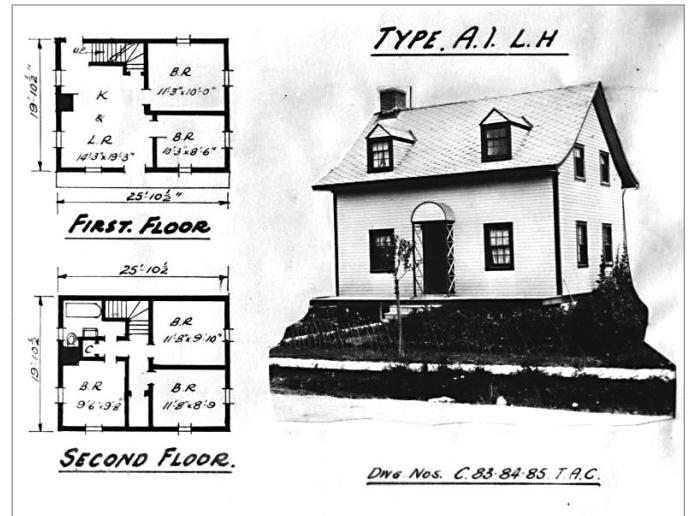 TYPE. A.1. L.H
19'-10½"
UP.
B.R
11'-3"x10'-0"
K
&
L.R
14'-3"x19'-3"
B.R
10'-3"x8'-6"
25'-10½"
FIRST. FLOOR
25'-10½
19'-10½
B.R
11'-8"x9'-10"
C
B.R
9'-6"x9'-8"
B.R
11'-8"x8'-9
SECOND FLOOR.
DWG NOS. C.83-84-85. T.A.C.